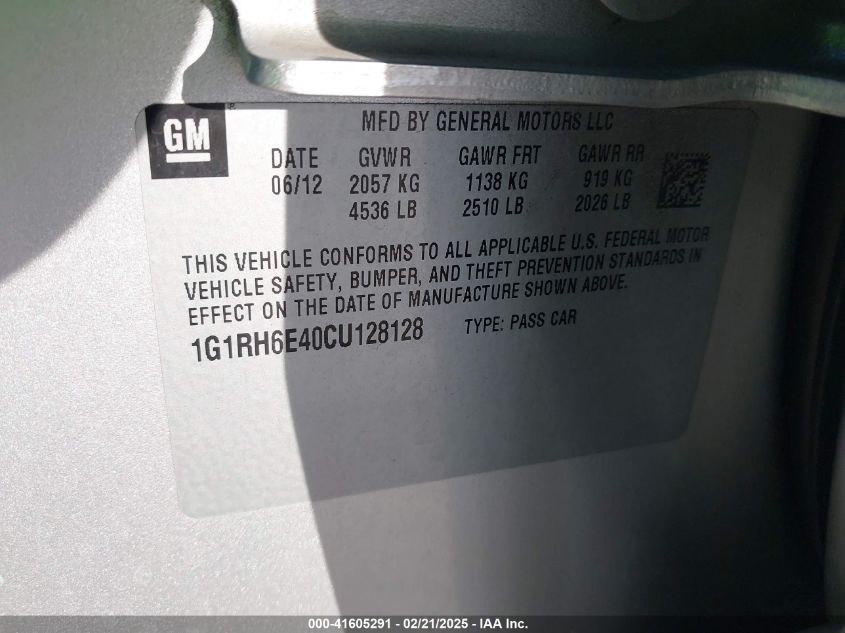 GM
MFD BY GENERAL MOTORS LLC
DATE GVWR GAWR FRT GAWR RR
06/12 2057 KG 1138 KG 919 KG
4536 LB 2510 LB 2026 LB
THIS VEHICLE CONFORMS TO ALL APPLICABLE U.S. FEDERAL MOTOR
VEHICLE SAFETY, BUMPER, AND THEFT PREVENTION STANDARDS IN
EFFECT ON THE DATE OF MANUFACTURE SHOWN ABOVE.
1G1RH6E40CU128128 TYPE: PASS CAR
000-41605291 - 02/21/2025 - IAA Inc.